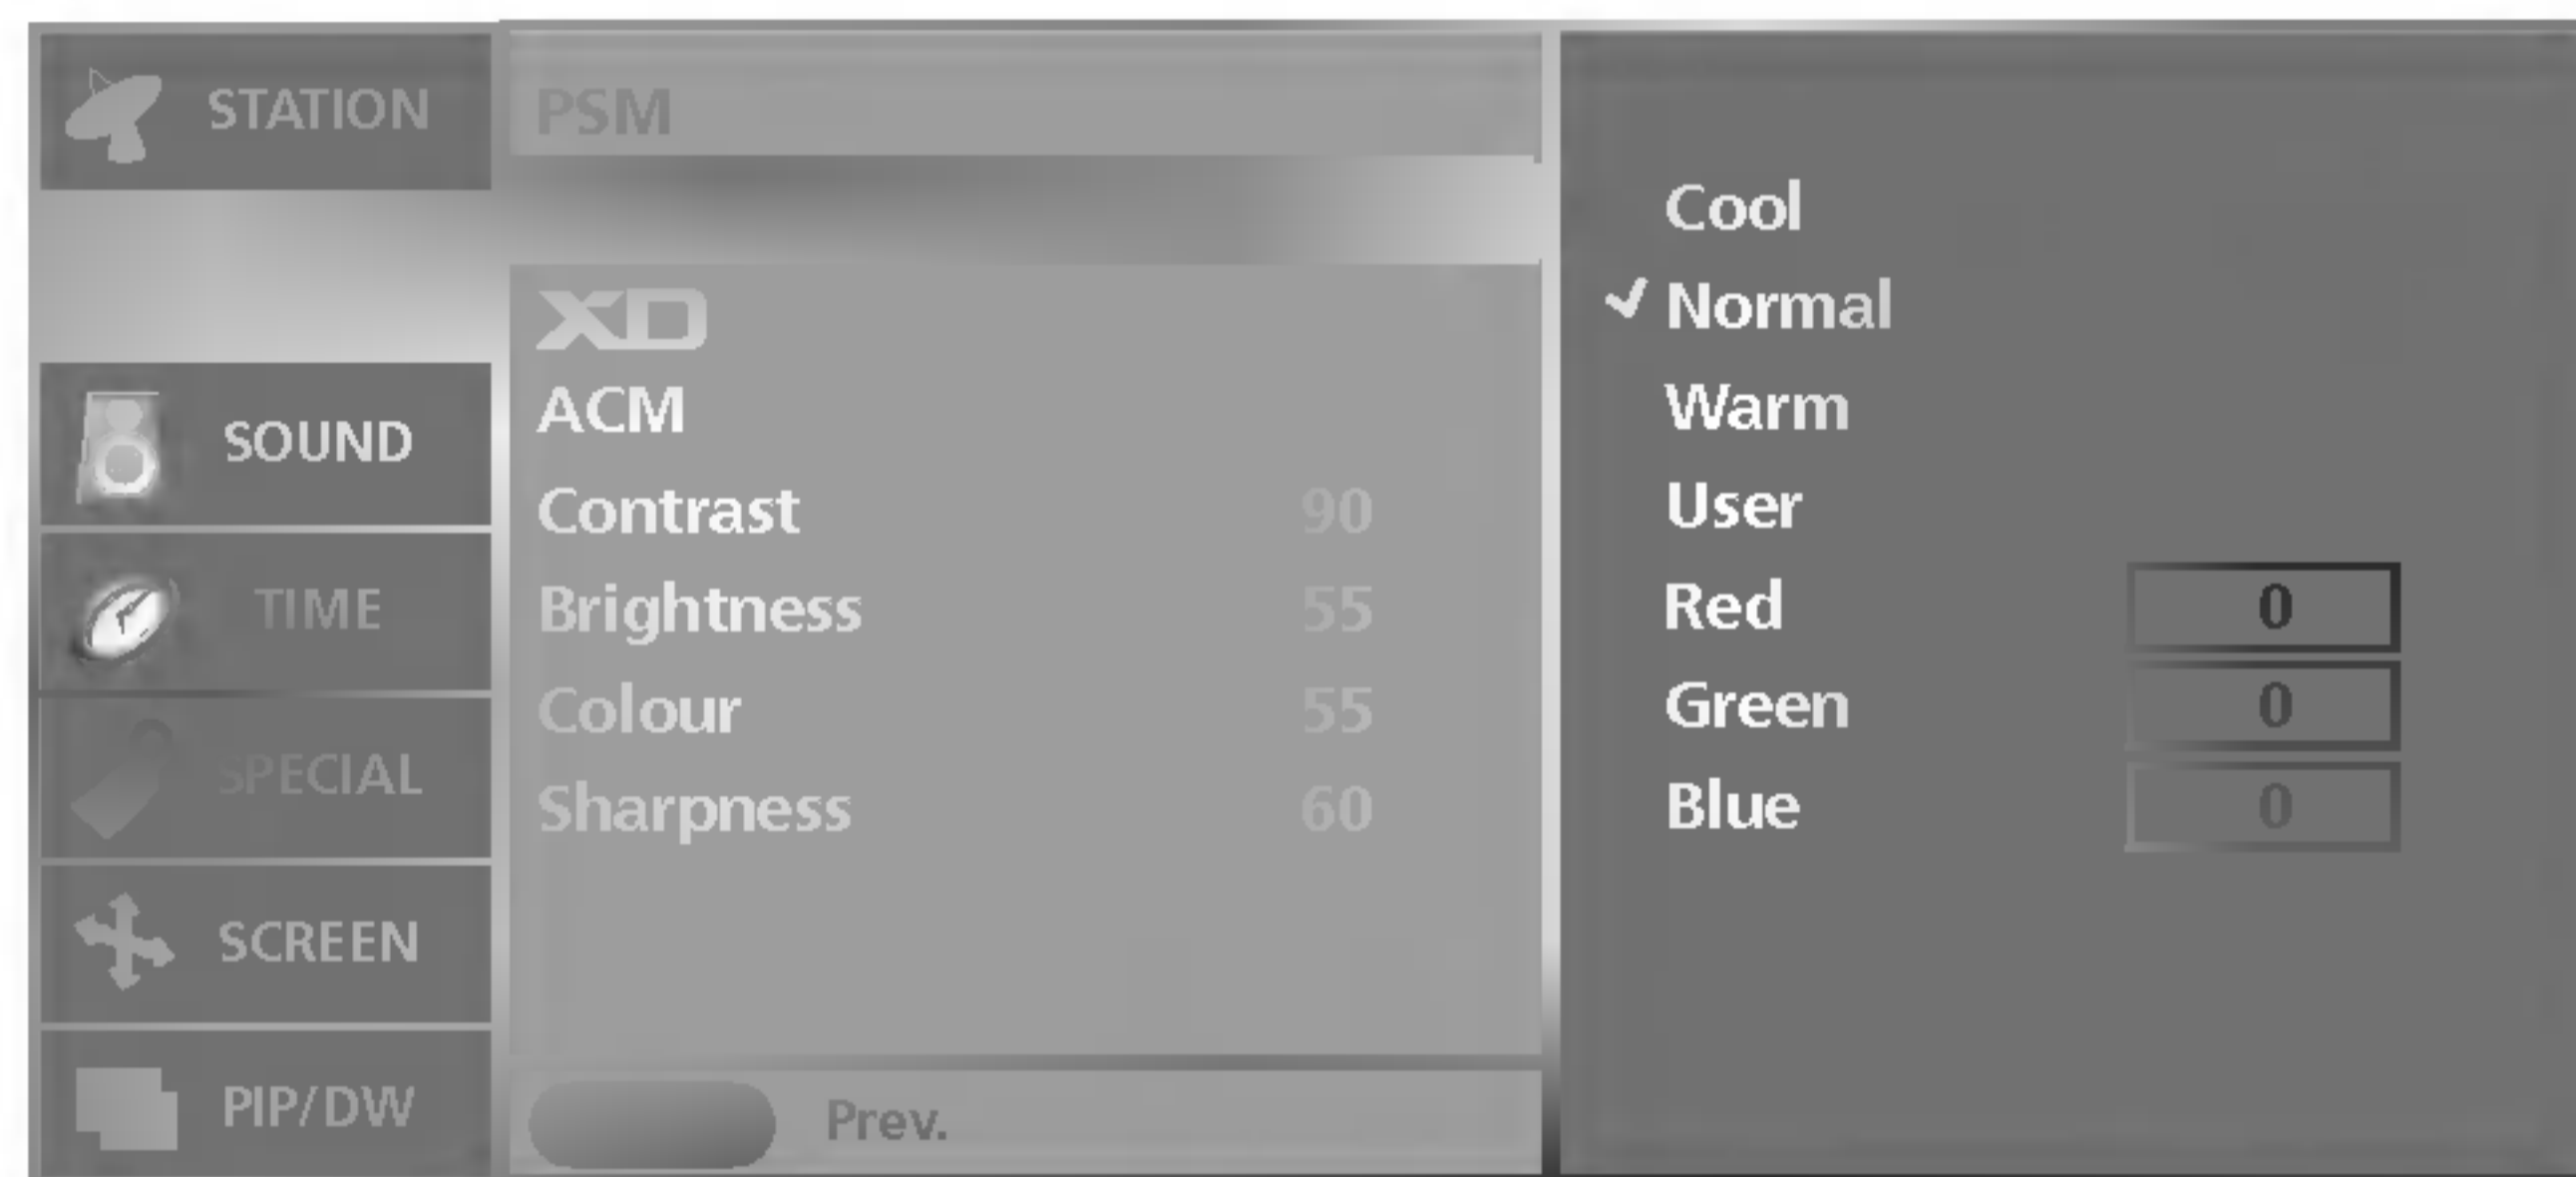 STATION
SOUND
TIME
SPECIAL
SCREEN
PIP/DW
PSM
XD
ACM
Contrast 90
Brightness 55
Colour 55
Sharpness 60
Prev.
Cool
✓ Normal
Warm
User
Red 0
Green 0
Blue 0